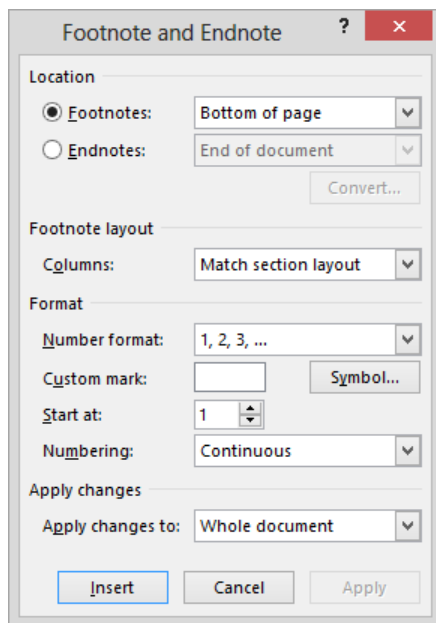 Footnote and Endnote ?
Location
Footnotes: Bottom of page
Endnotes: End of document
Convert...
Footnote layout
Columns: Match section layout
Format
Number format: 1, 2, 3, ...
Custom mark: Symbol...
Start at: 1
Numbering: Continuous
Apply changes
Apply changes to: Whole document
Insert Cancel Apply